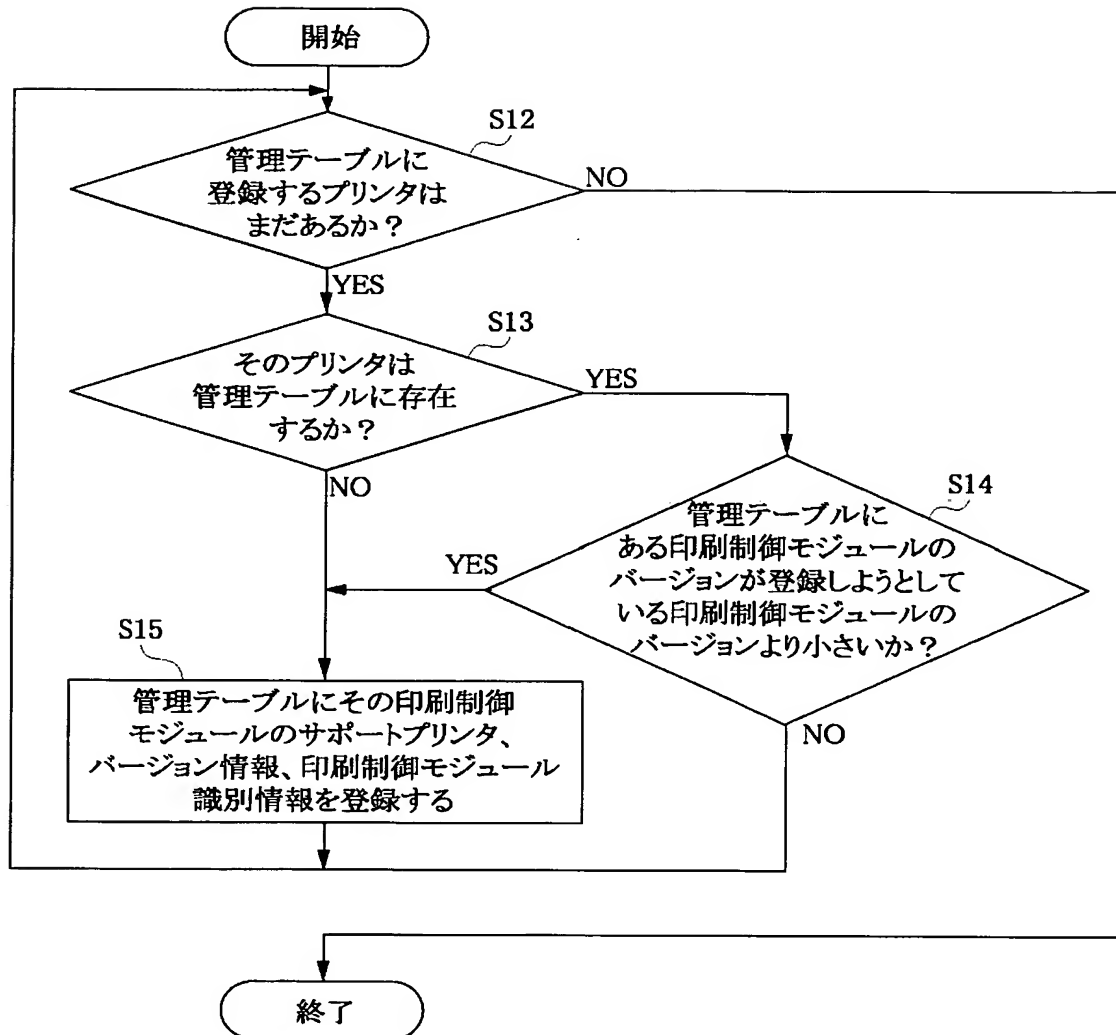 開始
S12
管理テーブルに
登録するプリンタは
まだあるか？
NO
YES
S13
そのプリンタは
管理テーブルに存在
するか？
YES
NO
S14
管理テーブルに
ある印刷制御モジュールの
バージョンが登録しようとして
いる印刷制御モジュールの
バージョンより小さいか？
YES
NO
S15
管理テーブルにその印刷制御
モジュールのサポートプリンタ、
バージョン情報、印刷制御モジュール
識別情報を登録する
終了